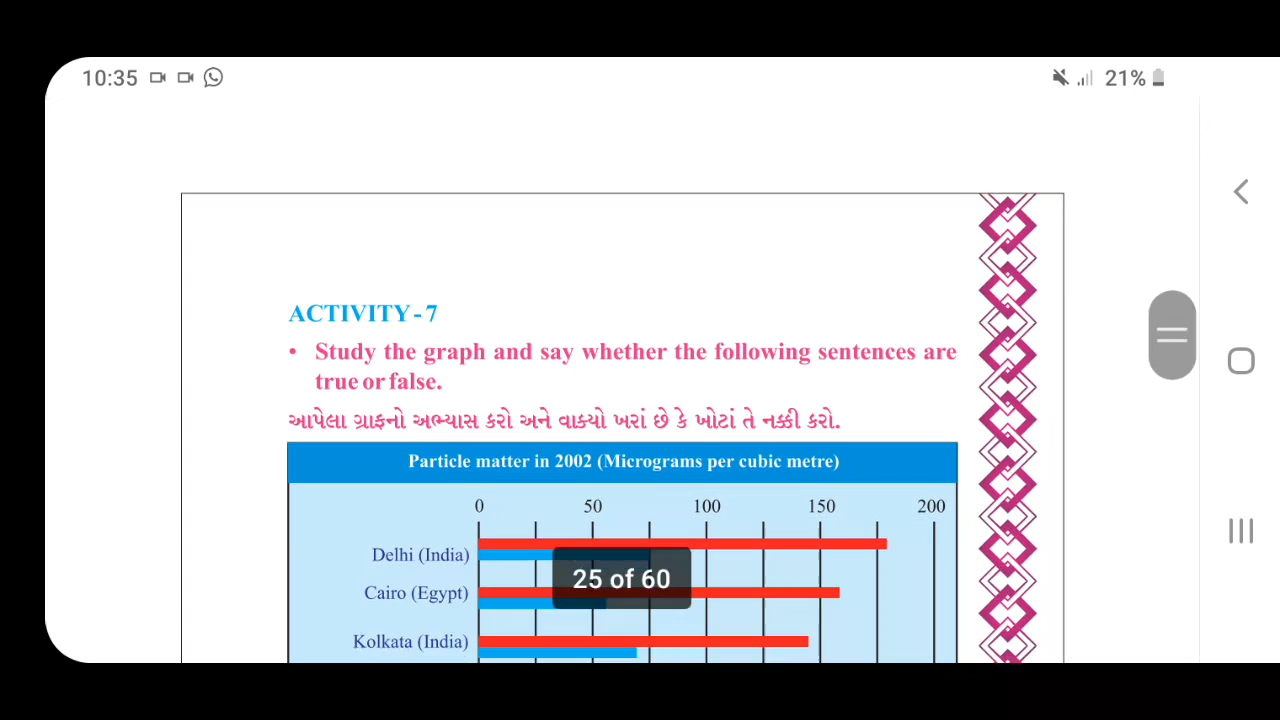 10:35
21%
ACTIVITY - 7
• Study the graph and say whether the following sentences are
true or false.
આપેલા ગ્રાફનો અભ્યાસ કરો અને વાક્યો ખરાં છે કે ખોટાં તે નક્કી કરો.
Particle matter in 2002 (Micrograms per cubic metre)
0 50 100 150 200
Delhi (India)
25 of 60
Cairo (Egypt)
Kolkata (India)